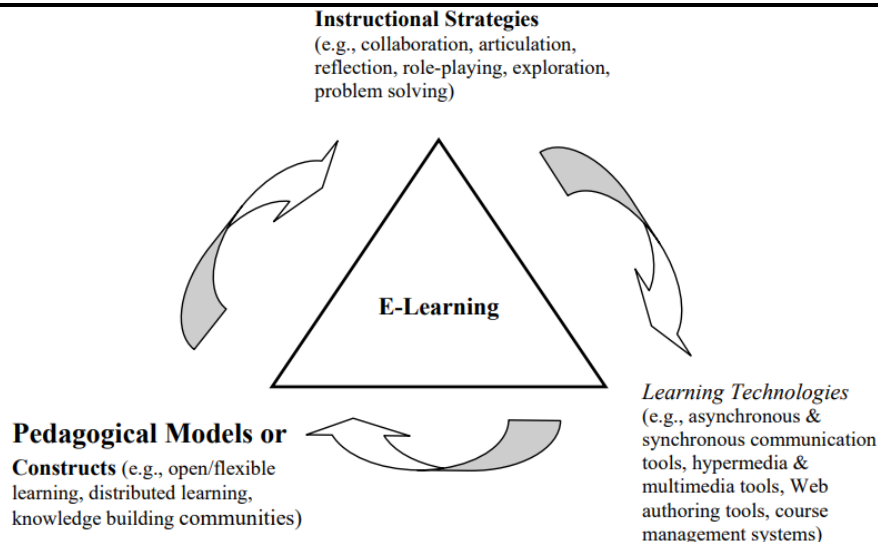 Instructional Strategies
(e.g., collaboration, articulation,
reflection, role-playing, exploration,
problem solving)
E-Learning
Pedagogical Models or
Constructs (e.g., open/flexible
learning, distributed learning,
knowledge building communities)
Learning Technologies
(e.g., asynchronous &
synchronous communication
tools, hypermedia &
multimedia tools, Web
authoring tools, course
management systems)